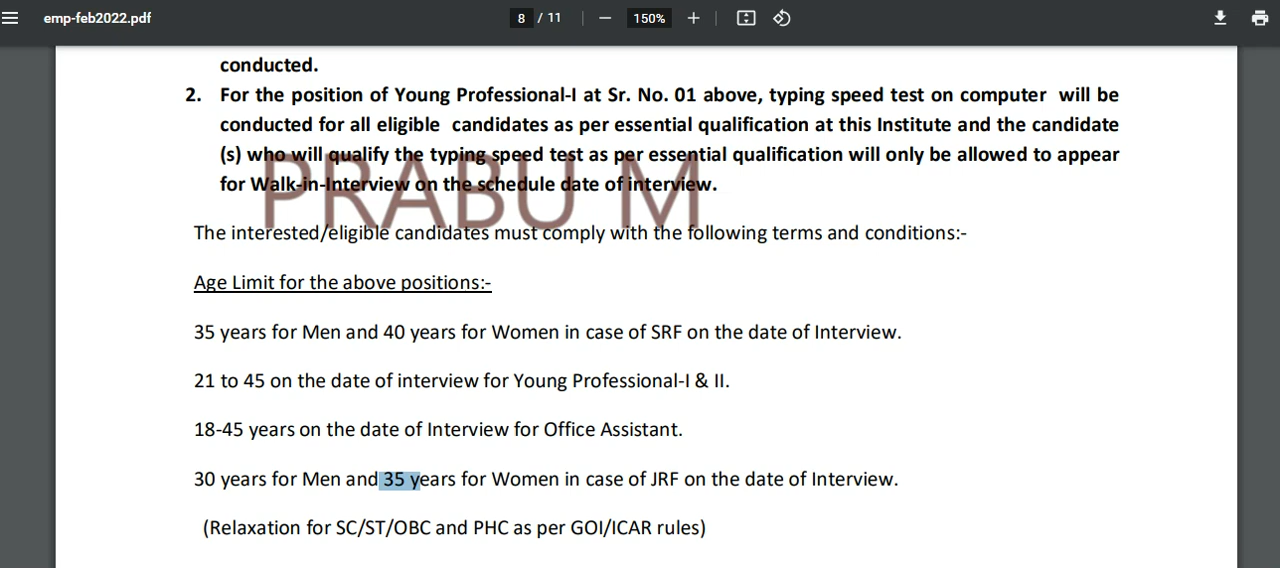 emp-feb2022.pdf
8 / 11
150%
conducted.
2. For the position of Young Professional-I at Sr. No. 01 above, typing speed test on computer will be
conducted for all eligible candidates as per essential qualification at this Institute and the candidate
(s) who will qualify the typing speed test as per essential qualification will only be allowed to appear
for Walk-in-Interview on the schedule date of interview.
PRABU M
The interested/eligible candidates must comply with the following terms and conditions:-
Age Limit for the above positions:-
35 years for Men and 40 years for Women in case of SRF on the date of Interview.
21 to 45 on the date of interview for Young Professional-I & II.
18-45 years on the date of Interview for Office Assistant.
30 years for Men and 35 years for Women in case of JRF on the date of Interview.
(Relaxation for SC/ST/OBC and PHC as per GOI/ICAR rules)